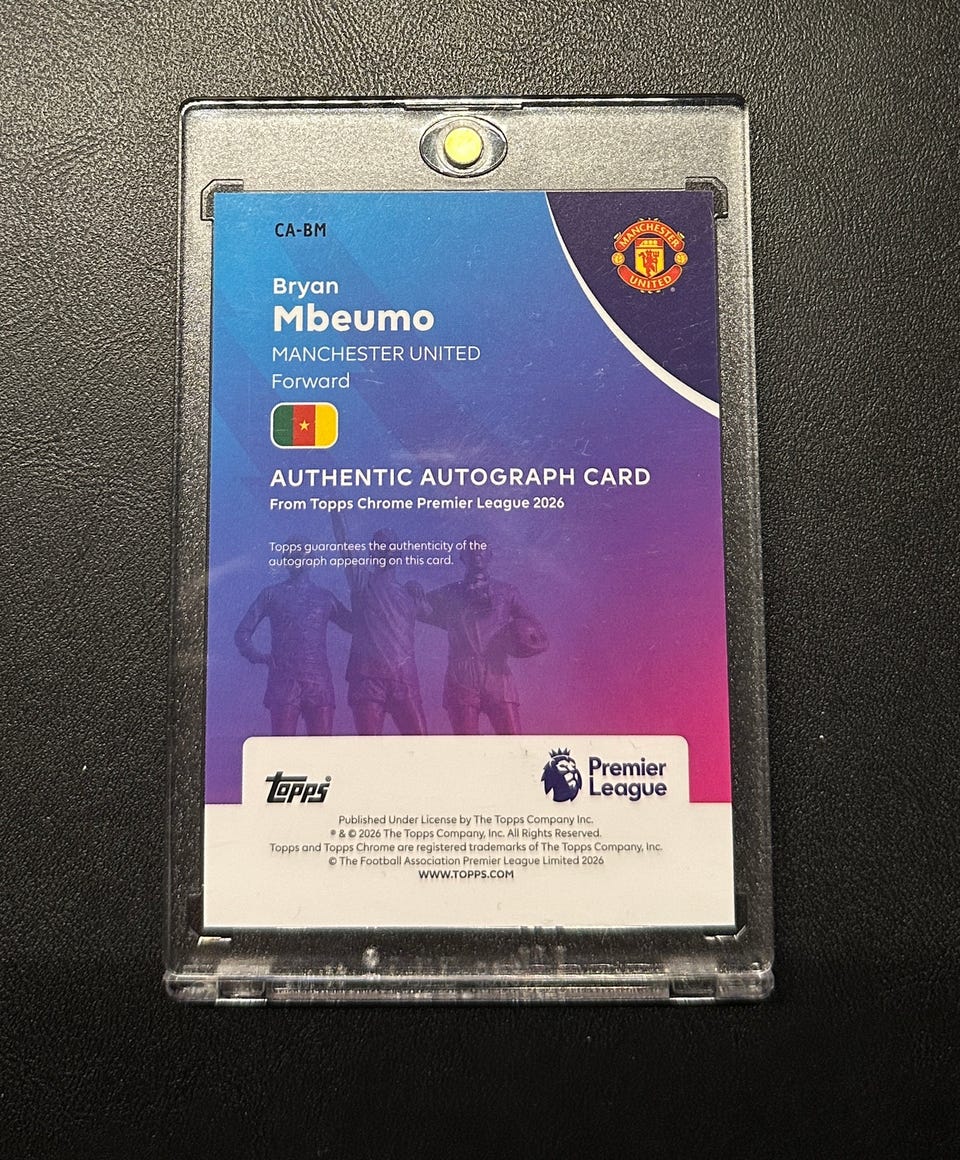 CA-BM
MANCHESTER
UNITED
Bryan
Mbeumo
MANCHESTER UNITED
Forward
AUTHENTIC AUTOGRAPH CARD
From Topps Chrome Premier League 2026
Topps guarantees the authenticity of the
autograph appearing on this card.
Topps®
Premier
League
Published Under License by The Topps Company Inc.
® & © 2026 The Topps Company, Inc. All Rights Reserved.
Topps and Topps Chrome are registered trademarks of The Topps Company, Inc.
© The Football Association Premier League Limited 2026
WWW.TOPPS.COM